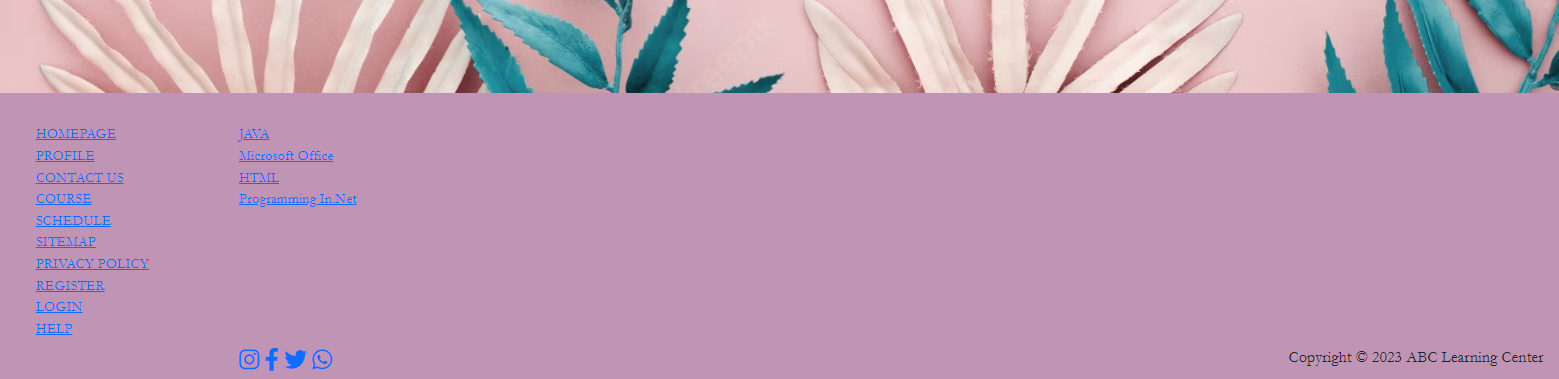 HOMEPAGE
PROFILE
CONTACT US
COURSE
SCHEDULE
SITEMAP
PRIVACY POLICY
REGISTER
LOGIN
HELP
JAVA
Microsoft Office
HTML
Programming In.Net
Copyright © 2023 ABC Learning Center